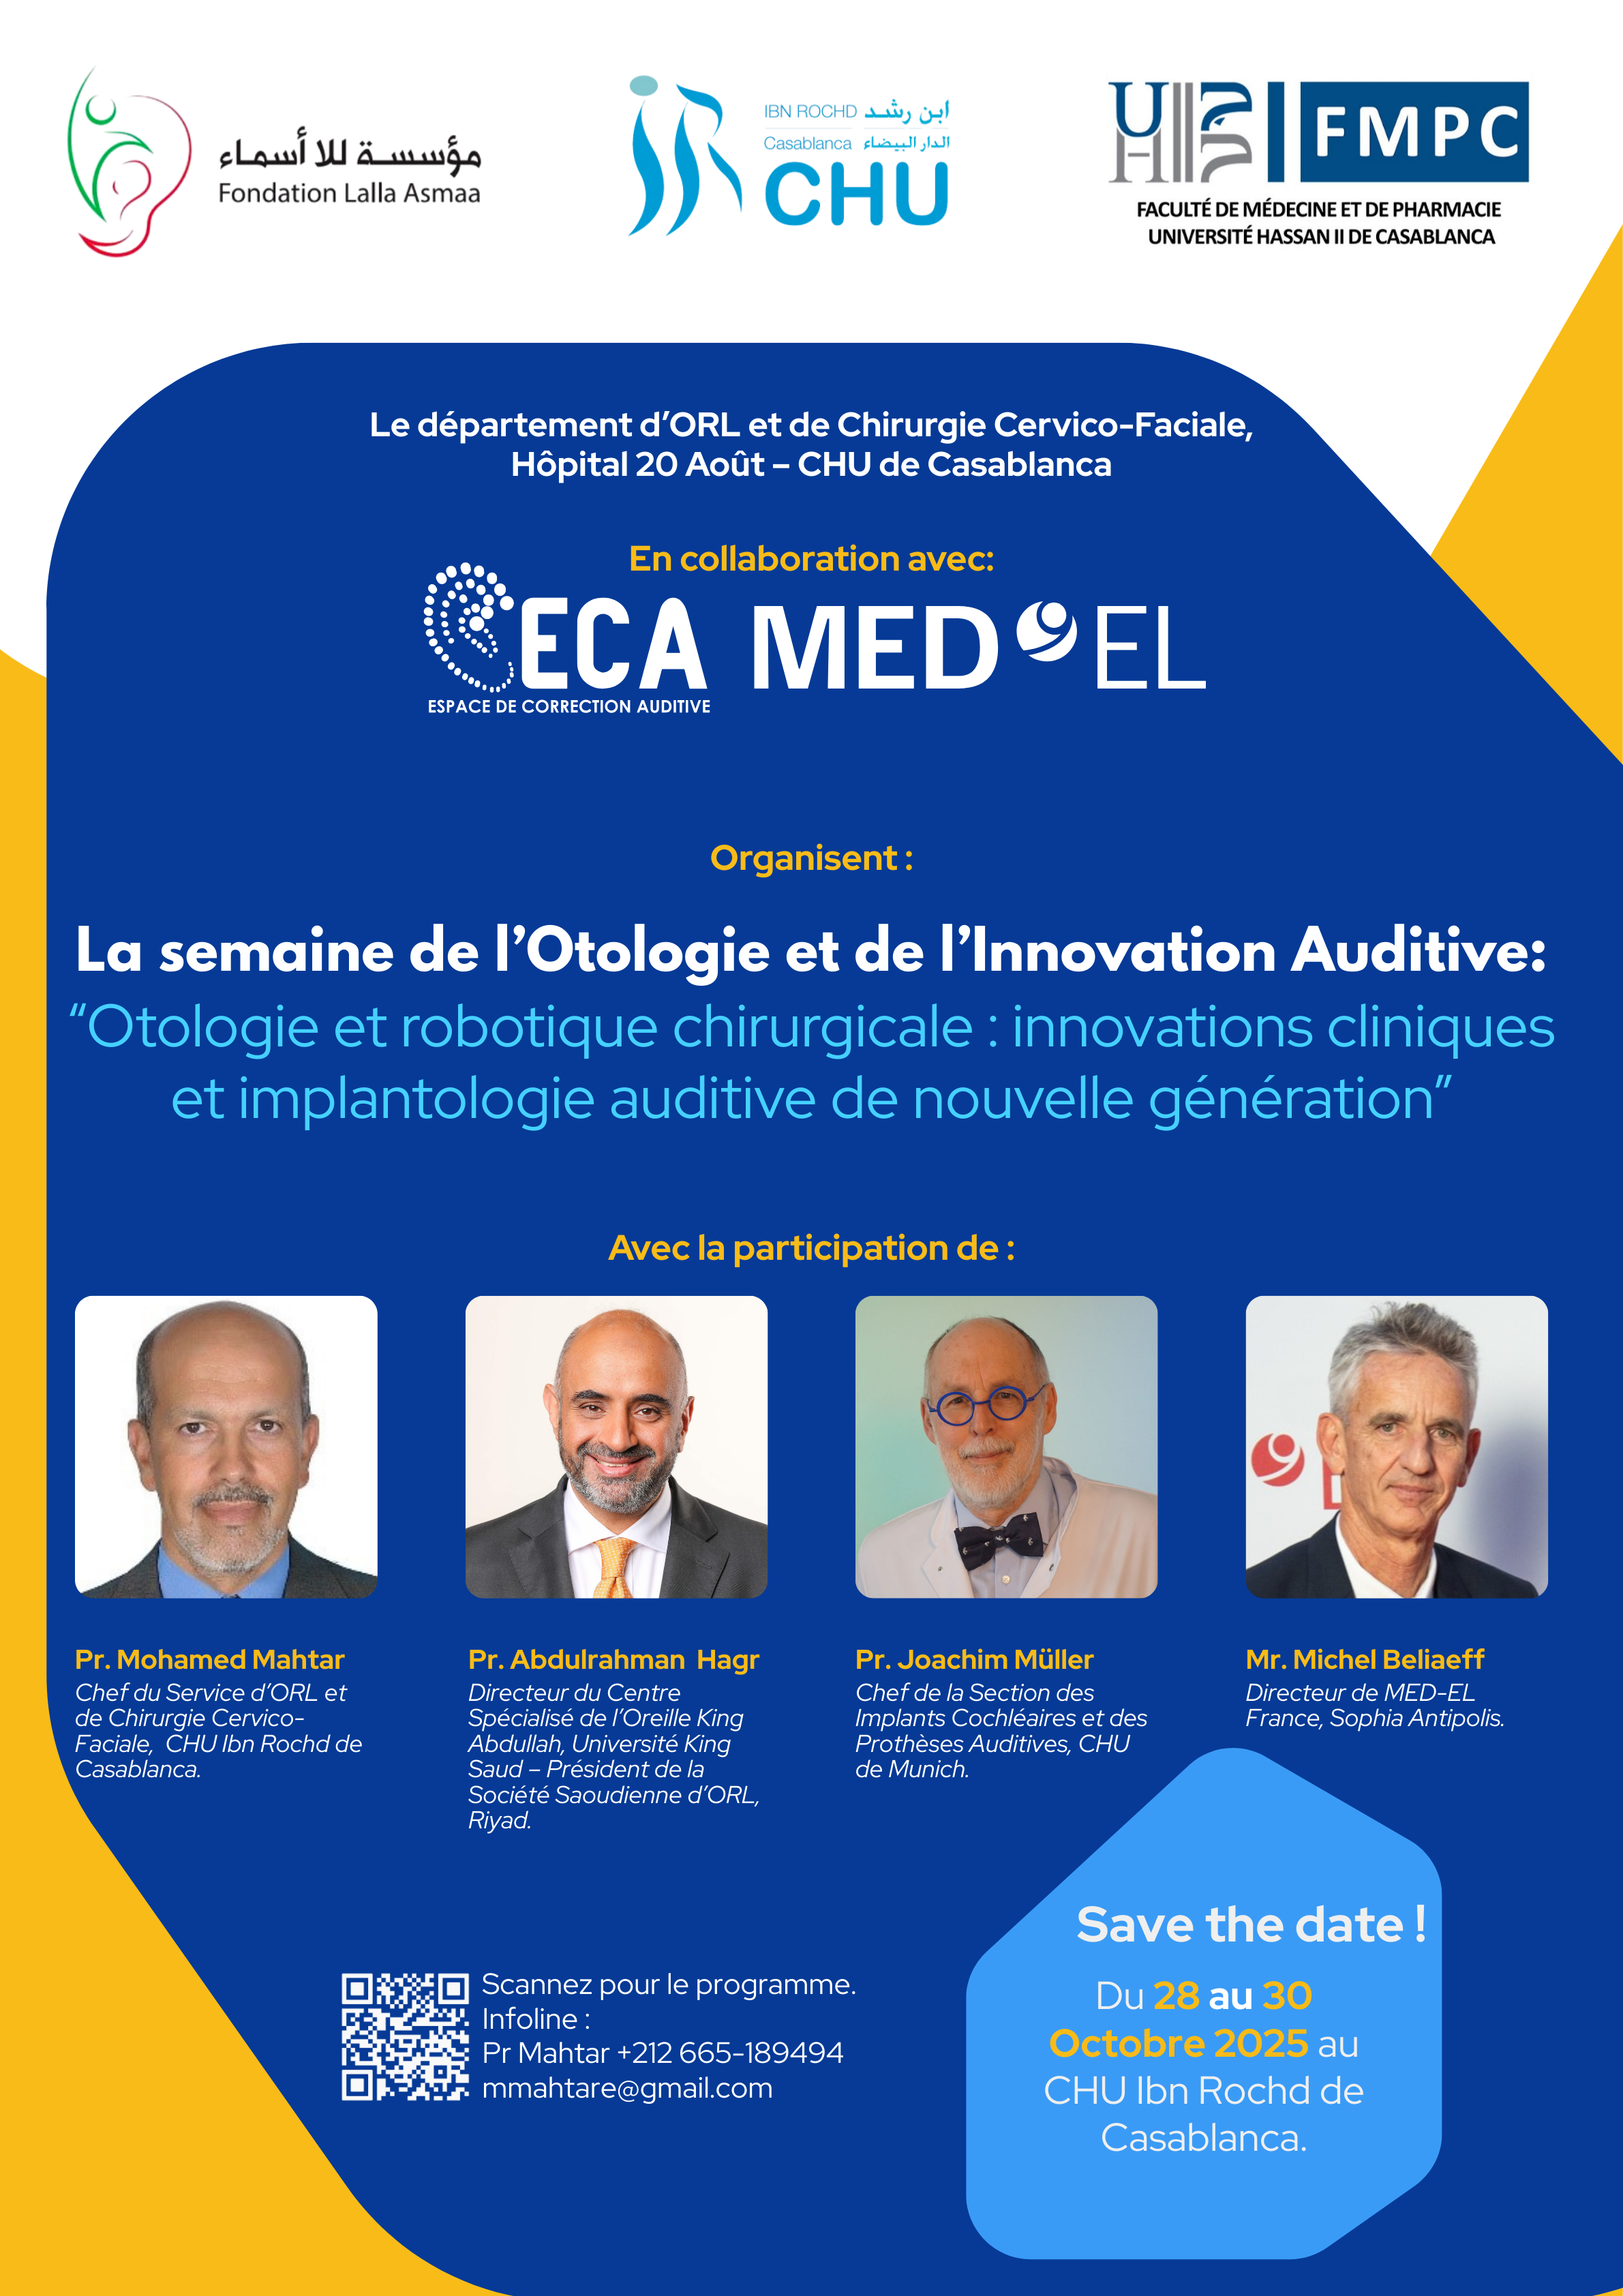 مؤسسة للا أسماء
Fondation Lalla Asmaa
IBN ROCHD ابن رشد
Casablanca الدار البيضاء
CHU
UH
FMPC
FACULTÉ DE MÉDECINE ET DE PHARMACIE
UNIVERSITÉ HASSAN II DE CASABLANCA
Le département d'ORL et de Chirurgie Cervico-Faciale,
Hôpital 20 Août – CHU de Casablanca
En collaboration avec:
ECA MED EL
ESPACE DE CORRECTION AUDITIVE
Organisent :
La semaine de l'Otologie et de l'Innovation Auditive:
“Otologie et robotique chirurgicale : innovations cliniques
et implantologie auditive de nouvelle génération”
Avec la participation de :
Pr. Mohamed Mahtar
Chef du Service d'ORL et
de Chirurgie Cervico-
Faciale, CHU Ibn Rochd de
Casablanca.
Pr. Abdulrahman Hagr
Directeur du Centre
Spécialisé de l'Oreille King
Abdullah, Université King
Saud – Président de la
Société Saoudienne d'ORL,
Riyad.
Pr. Joachim Müller
Chef de la Section des
Implants Cochléaires et des
Prothèses Auditives, CHU
de Munich.
Mr. Michel Beliaeff
Directeur de MED-EL
France, Sophia Antipolis.
Scannez pour le programme.
Infoline :
Pr Mahtar +212 665-189494
mmahtare@gmail.com
Save the date !
Du 28 au 30
Octobre 2025 au
CHU Ibn Rochd de
Casablanca.